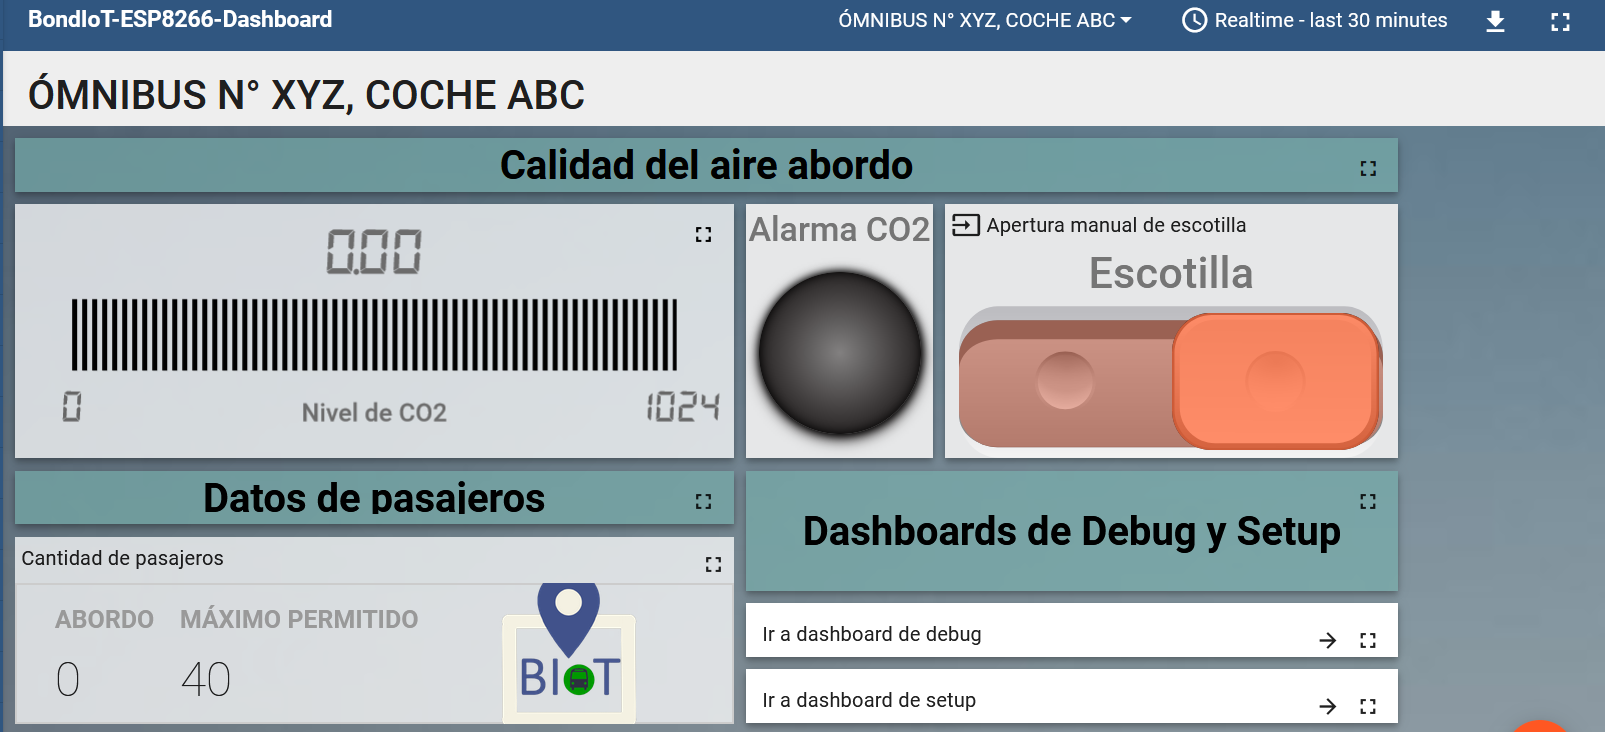 BondIoT-ESP8266-Dashboard
ÓMNIBUS N° XYZ, COCHE ABC
Realtime - last 30 minutes
ÓMNIBUS N° XYZ, COCHE ABC
Calidad del aire abordo
0.00
0
Nivel de CO2
1024
Alarma CO2
Apertura manual de escotilla
Escotilla
Datos de pasajeros
Cantidad de pasajeros
ABORDO MÁXIMO PERMITIDO
0 40
BIOT
Dashboards de Debug y Setup
Ir a dashboard de debug
Ir a dashboard de setup